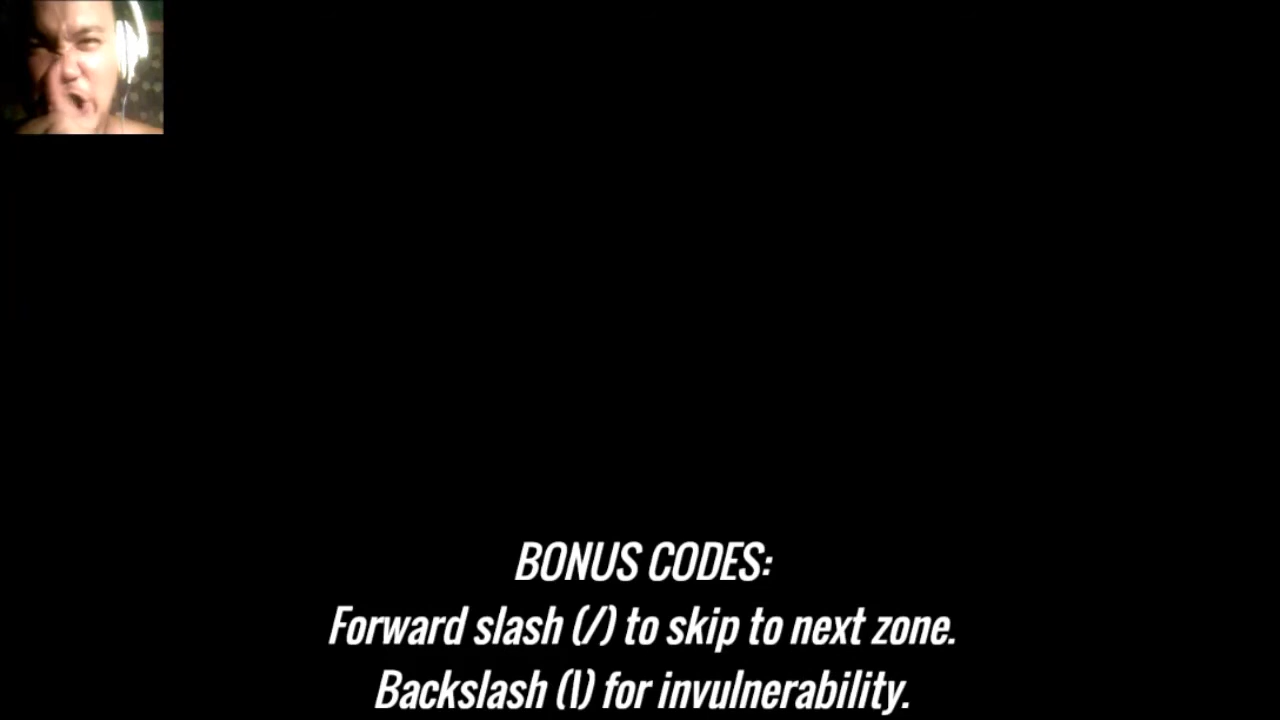 BONUS CODES:
Forward slash (/) to skip to next zone.
Backslash (\) for invulnerability.